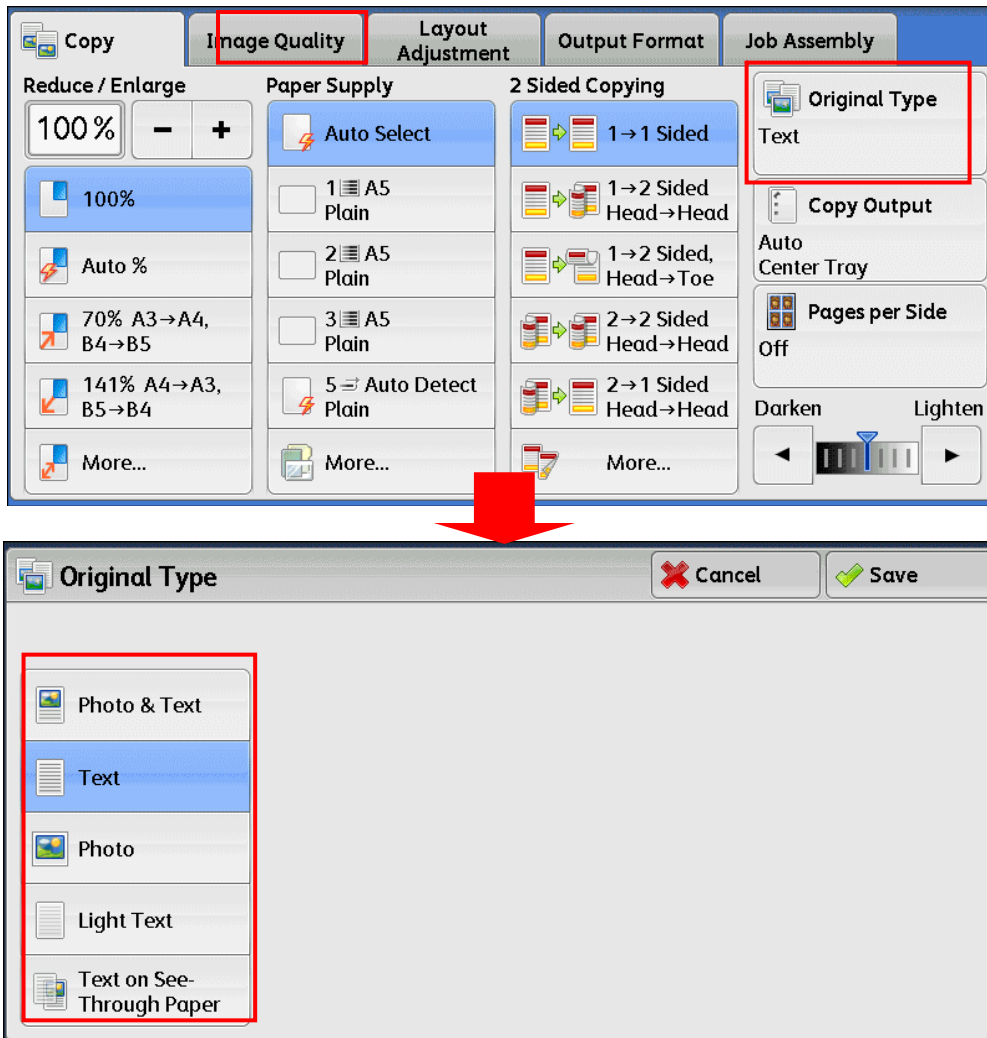 Copy
Image Quality
Layout
Adjustment
Output Format
Job Assembly
Reduce / Enlarge
100%
−
+
100%
Auto %
70% A3→A4,
B4→B5
141% A4→A3,
B5→B4
More...
Paper Supply
Auto Select
1 A5
Plain
2 A5
Plain
3 A5
Plain
5 Auto Detect
Plain
More...
2 Sided Copying
1→1 Sided
1→2 Sided
Head→Head
1→2 Sided,
Head→Toe
2→2 Sided
Head→Head
2→1 Sided
Head→Head
More...
Original Type
Text
Copy Output
Auto
Center Tray
Pages per Side
Off
Darken Lighten
Original Type
Cancel
Save
Photo & Text
Text
Photo
Light Text
Text on See-
Through Paper